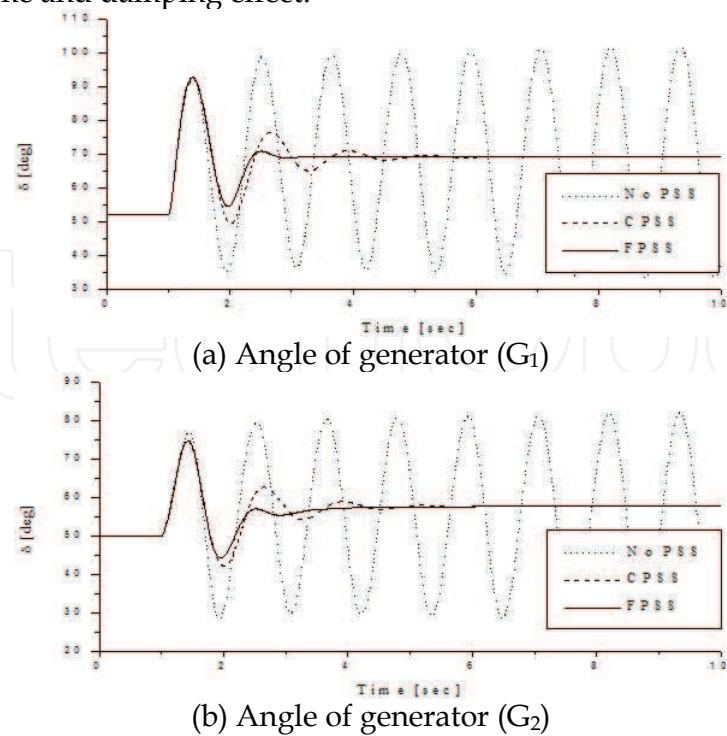 and damping effect.
110
100
90
80
70
60
50
40
30
δ [deg]
No PSS
CPSS
FPSS
0 2 4 6 8 10
Time [sec]
(a) Angle of generator (G₁)
90
80
70
60
50
40
30
20
δ [deg]
No PSS
CPSS
FPSS
0 2 4 6 8 10
Time [sec]
(b) Angle of generator (G₂)